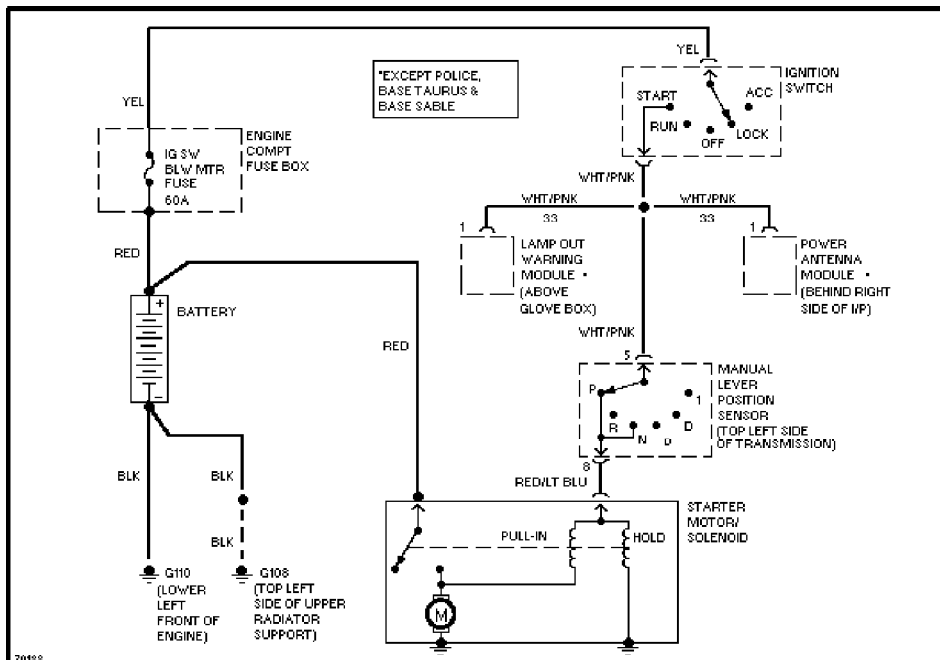 YEL
"EXCEPT POLICE,
BASE TAURUS &
BASE SABLE
YEL
IGNITION
SWITCH
START
ACC
RUN
OFF
LOCK
ENGINE
COMPT
FUSE BOX
IG SW
BLW MTR
FUSE
60A
WHT/PNK
WHT/PNK
33
WHT/PNK
33
RED
1
LAMP OUT
WARNING
MODULE *
(ABOVE
GLOVE BOX)
1
POWER
ANTENNA
MODULE *
(BEHIND RIGHT
SIDE OF I/P)
+
BATTERY
-
RED
WHT/PNK
5
MANUAL
LEVER
POSITION
SENSOR
(TOP LEFT SIDE
OF TRANSMISSION)
P
R
N
D
D
1
8
RED/LT BLU
BLK
BLK
BLK
STARTER
MOTOR/
SOLENOID
PULL-IN
HOLD
M
G110
(LOWER
LEFT
FRONT OF
ENGINE)
G108
(TOP LEFT
SIDE OF UPPER
RADIATOR
SUPPORT)